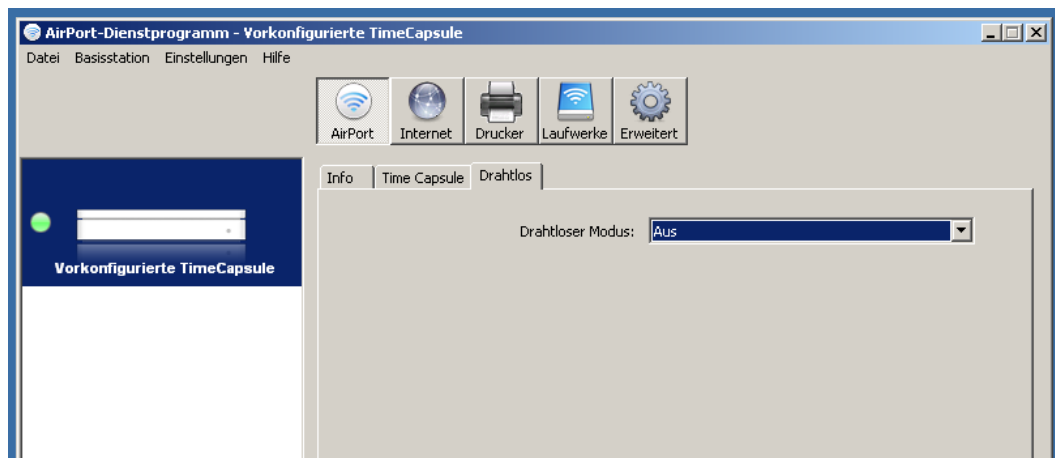 AirPort-Dienstprogramm - Vorkonfigurierte TimeCapsule
Datei Basisstation Einstellungen Hilfe
AirPort Internet Drucker Laufwerke Erweitert
Info Time Capsule Drahtlos
Drahtloser Modus: Aus
Vorkonfigurierte TimeCapsule